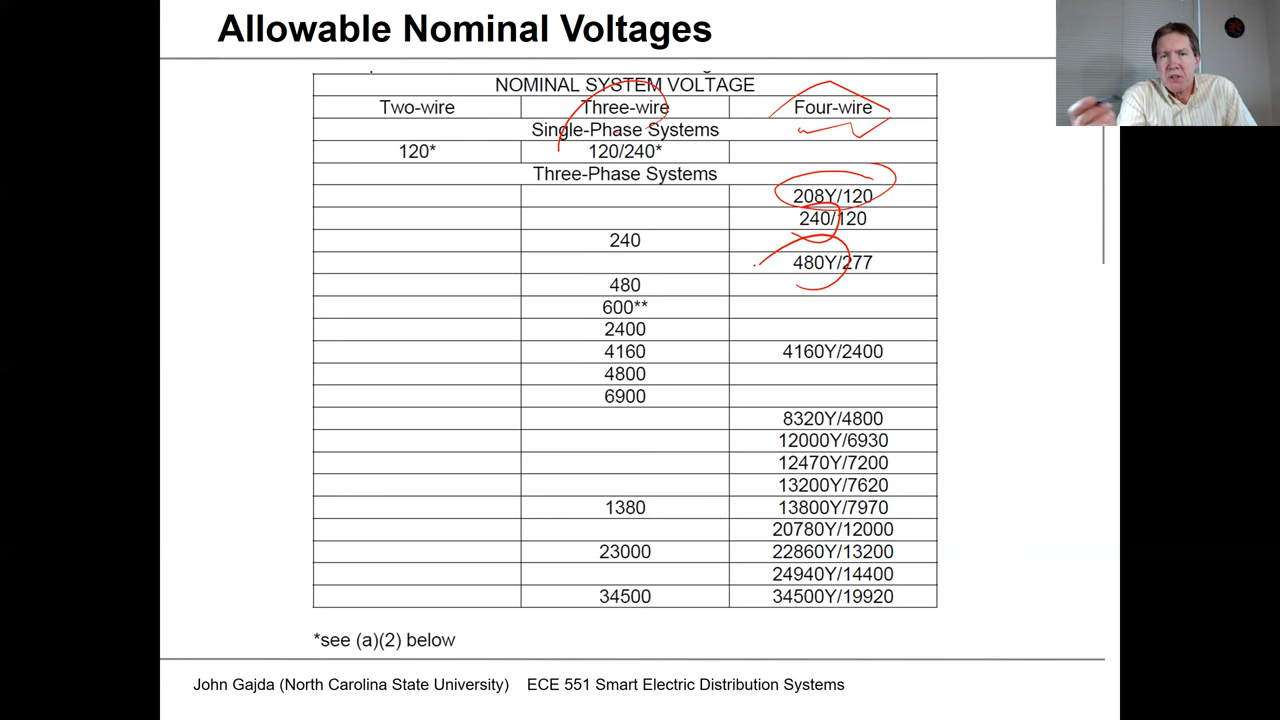 Allowable Nominal Voltages
NOMINAL SYSTEM VOLTAGE
Two-wire Three-wire Four-wire
Single-Phase Systems
120* 120/240*
Three-Phase Systems
208Y/120
240/120
240
480Y/277
480
600**
2400
4160 4160Y/2400
4800
6900
8320Y/4800
12000Y/6930
12470Y/7200
13200Y/7620
1380 13800Y/7970
20780Y/12000
23000 22860Y/13200
24940Y/14400
34500 34500Y/19920
*see (a)(2) below
John Gajda (North Carolina State University) ECE 551 Smart Electric Distribution Systems